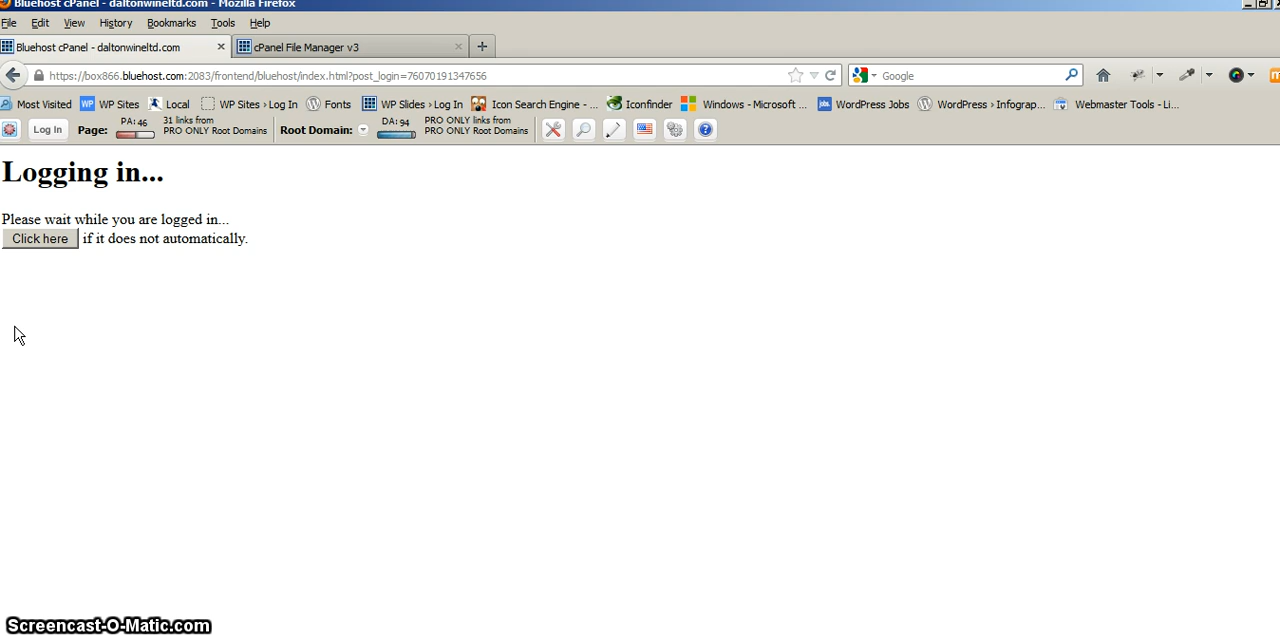 Bluehost cPanel - daltonwineltd.com - Mozilla Firefox
File Edit View History Bookmarks Tools Help
Bluehost cPanel - daltonwineltd.com × cPanel File Manager v3 × +
https://box866.bluehost.com:2083/frontend/bluehost/index.html?post_login=76070191347656 Google
Most Visited WP WP Sites Local WP Sites › Log In Fonts WP Slides › Log In Icon Search Engine - ... Iconfinder Windows - Microsoft ... WordPress Jobs WordPress › Infograp... Webmaster Tools - Li...
Log In Page: PA: 46 31 links from PRO ONLY Root Domains Root Domain: DA: 94 PRO ONLY links from PRO ONLY Root Domains
Logging in...
Please wait while you are logged in...
Click here if it does not automatically.
Screencast-O-Matic.com